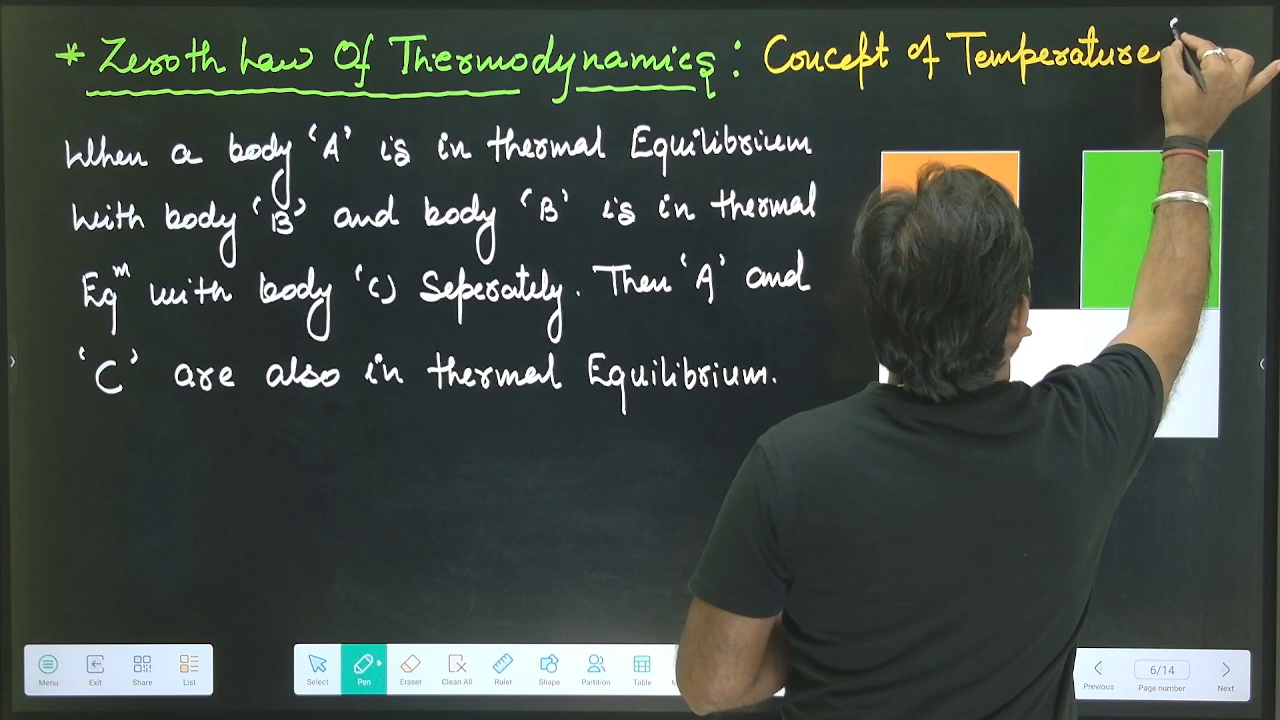 * Zeroth Law Of Thermodynamics : Concept of Temperature
When a body 'A' is in thermal Equilibrium
with body 'B' and body 'B' is in thermal
Eqᵐ with body 'C' Seperately. Then 'A' and
'C' are also in thermal Equilibrium.
Menu Exit Share List Select Pen Eraser Clean All Ruler Shape Partition Table Previous 6/14 Page number Next